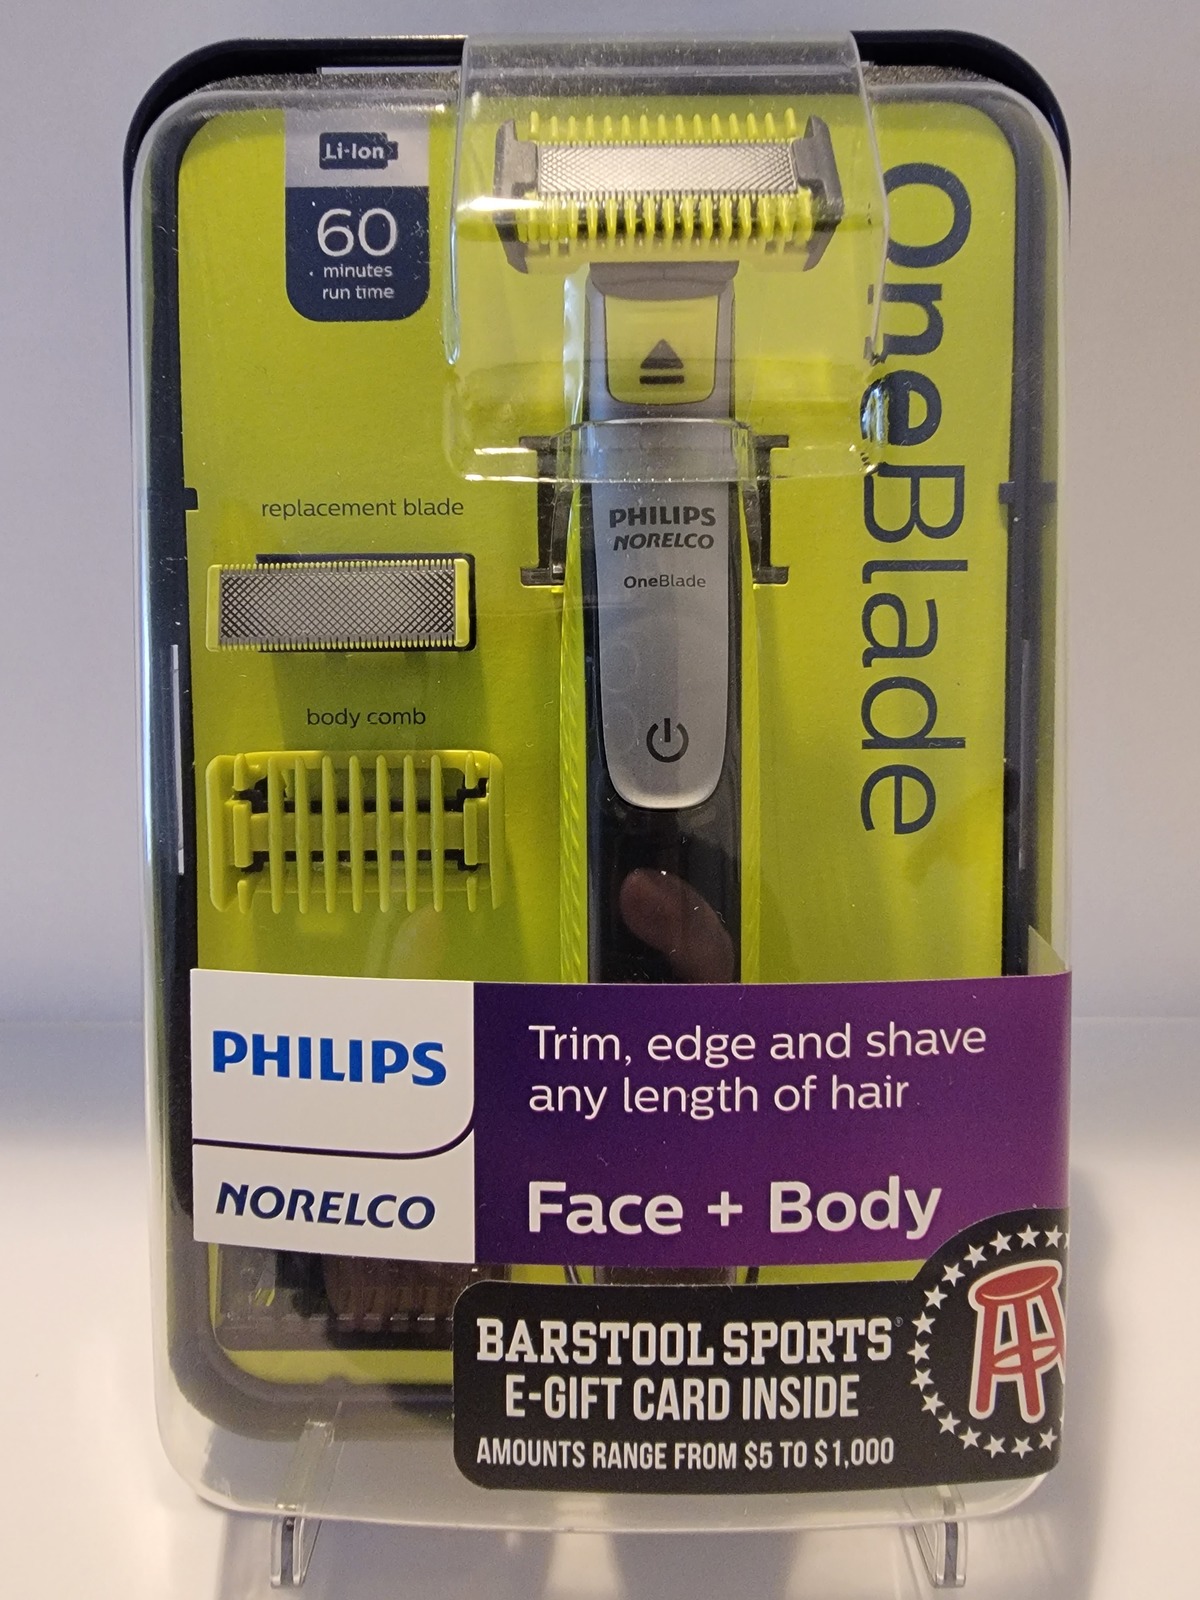 Li-Ion
60
minutes
run time
OneBlade
replacement blade
body comb
PHILIPS
NORELCO
OneBlade
PHILIPS
NORELCO
Trim, edge and shave
any length of hair
Face + Body
BARSTOOL SPORTS®
E-GIFT CARD INSIDE
AMOUNTS RANGE FROM $5 TO $1,000